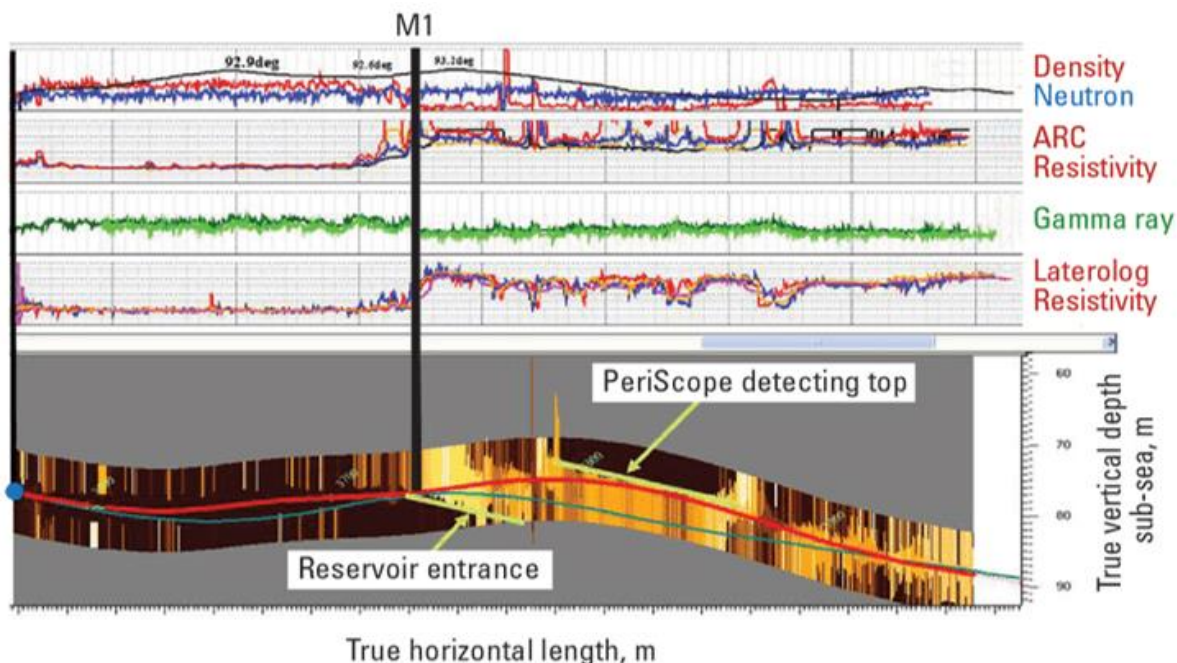 M1
92.9deg
92.6deg
93.2deg
Density
Neutron
ARC
Resistivity
Gamma ray
Laterolog
Resistivity
PeriScope detecting top
Reservoir entrance
60
70
80
90
True vertical depth
sub-sea, m
True horizontal length, m